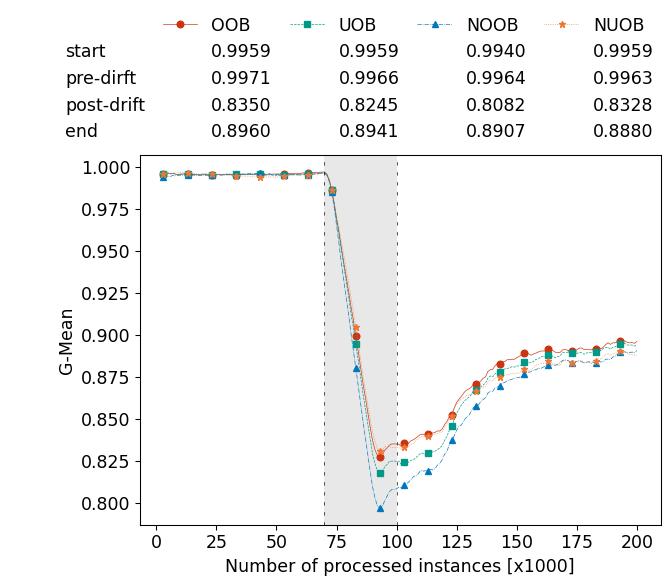 OOB UOB NOOB NUOB
start 0.9959 0.9959 0.9940 0.9959
pre-dirft 0.9971 0.9966 0.9964 0.9963
post-drift 0.8350 0.8245 0.8082 0.8328
end 0.8960 0.8941 0.8907 0.8880
1.000
0.975
0.950
0.925
0.900
0.875
0.850
0.825
0.800
G-Mean
0 25 50 75 100 125 150 175 200
Number of processed instances [x1000]